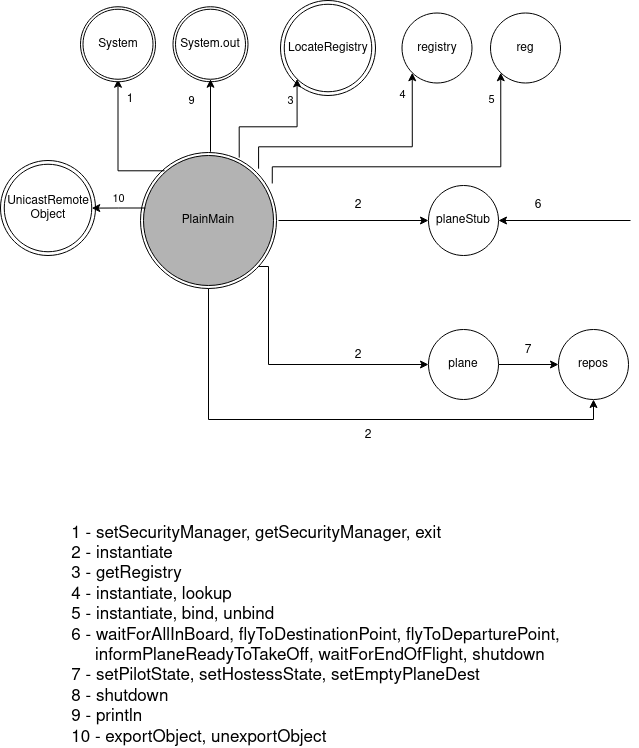 System
System.out
LocateRegistry
registry
reg
1
9
3
4
5
UnicastRemote
Object
10
PlainMain
2
planeStub
6
2
plane
7
repos
2
1 - setSecurityManager, getSecurityManager, exit
2 - instantiate
3 - getRegistry
4 - instantiate, lookup
5 - instantiate, bind, unbind
6 - waitForAllInBoard, flyToDestinationPoint, flyToDeparturePoint,
informPlaneReadyToTakeOff, waitForEndOfFlight, shutdown
7 - setPilotState, setHostessState, setEmptyPlaneDest
8 - shutdown
9 - println
10 - exportObject, unexportObject